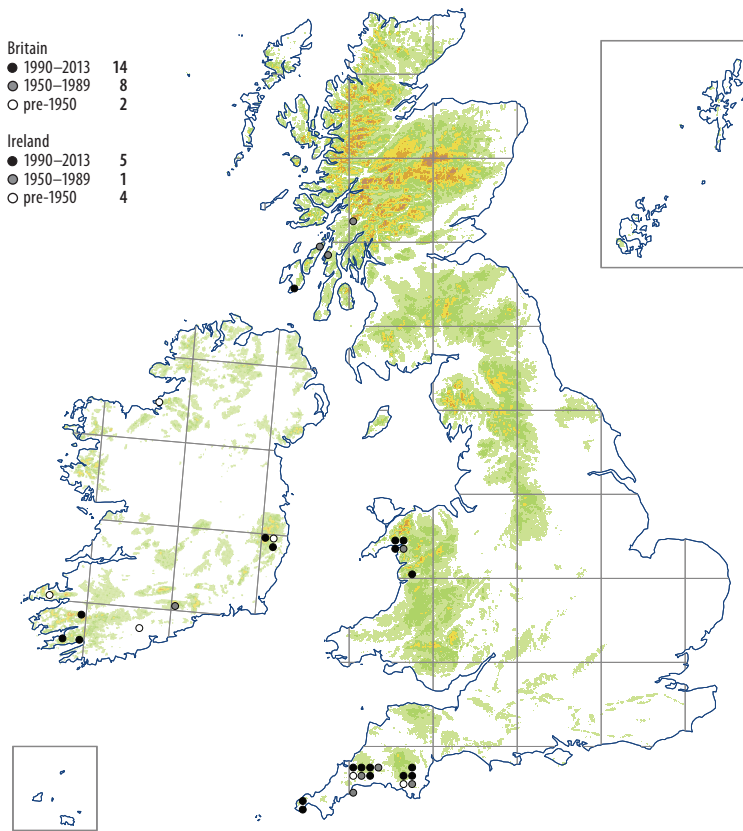 Britain
● 1990–2013 14
● 1950–1989 8
○ pre-1950 2
Ireland
● 1990–2013 5
● 1950–1989 1
○ pre-1950 4